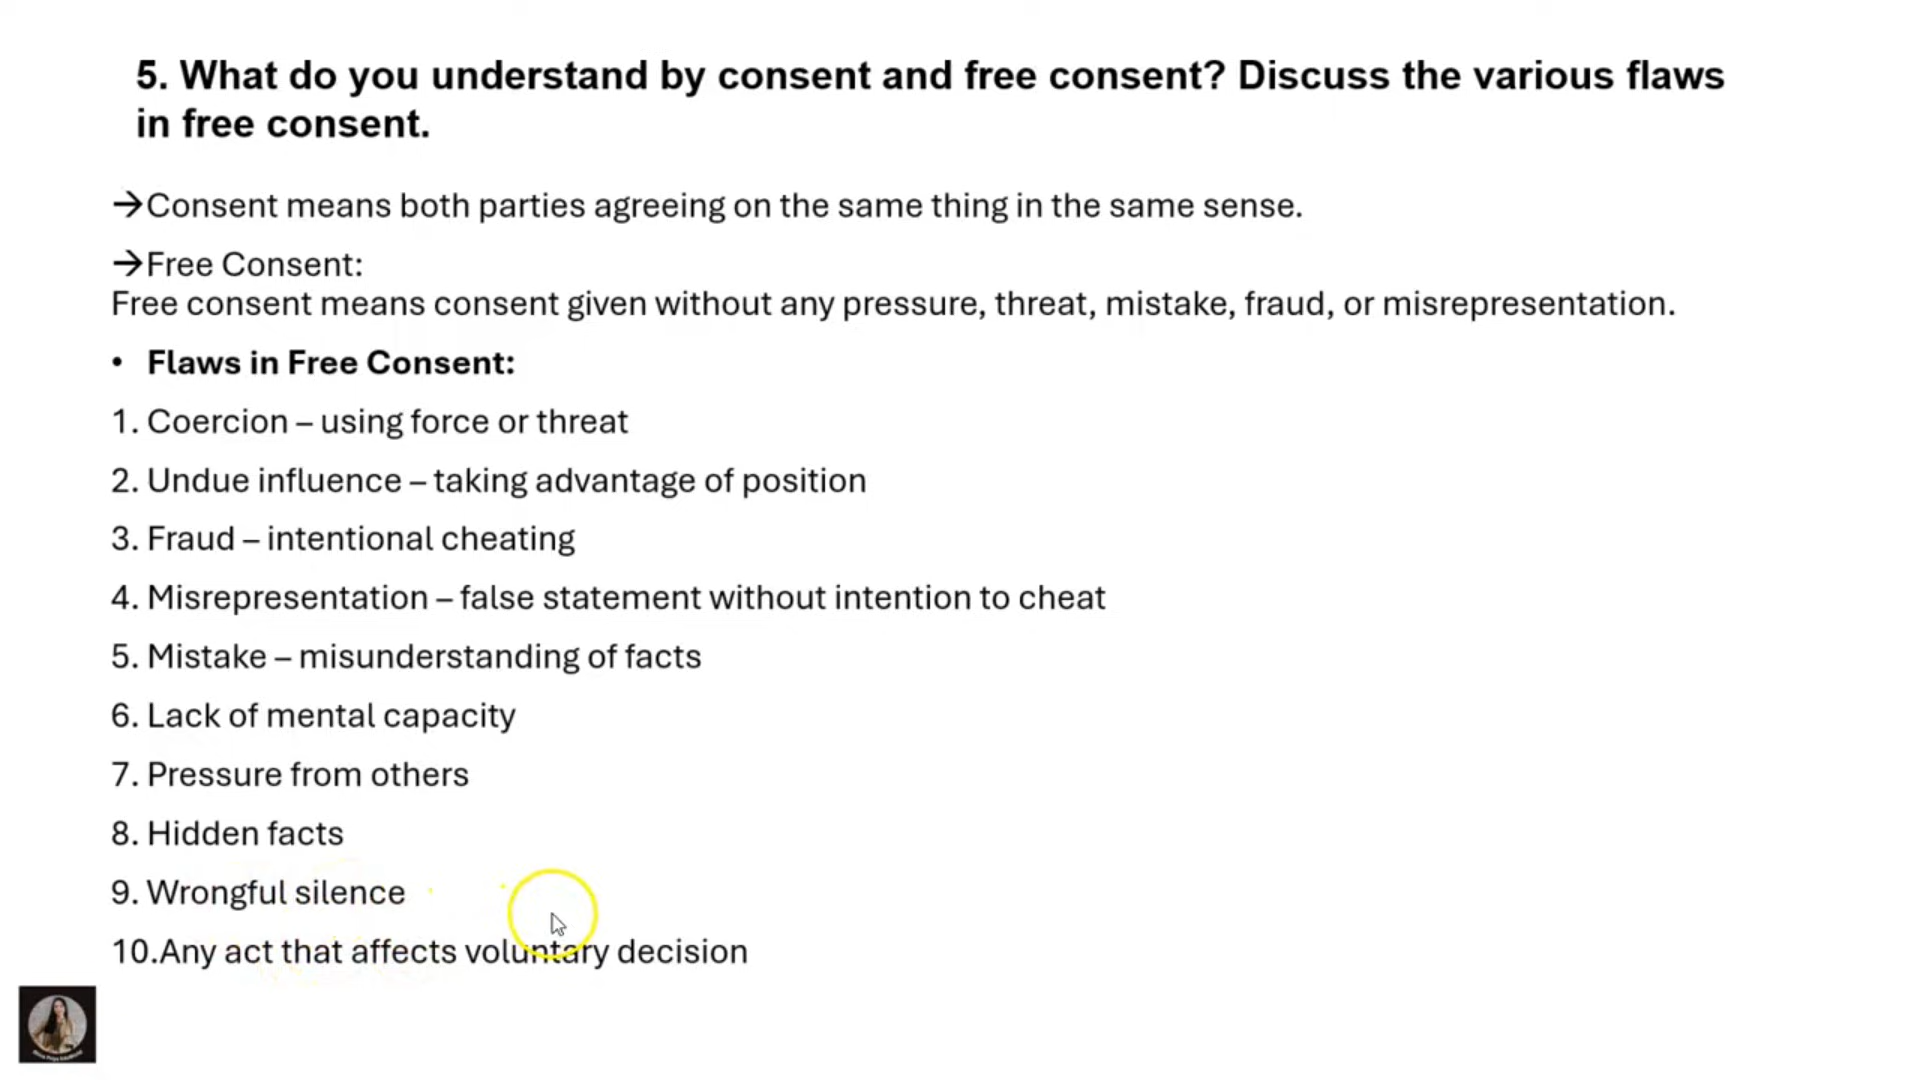 5. What do you understand by consent and free consent? Discuss the various flaws
in free consent.
→Consent means both parties agreeing on the same thing in the same sense.
→Free Consent:
Free consent means consent given without any pressure, threat, mistake, fraud, or misrepresentation.
• Flaws in Free Consent:
1. Coercion – using force or threat
2. Undue influence – taking advantage of position
3. Fraud – intentional cheating
4. Misrepresentation – false statement without intention to cheat
5. Mistake – misunderstanding of facts
6. Lack of mental capacity
7. Pressure from others
8. Hidden facts
9. Wrongful silence
10.Any act that affects voluntary decision